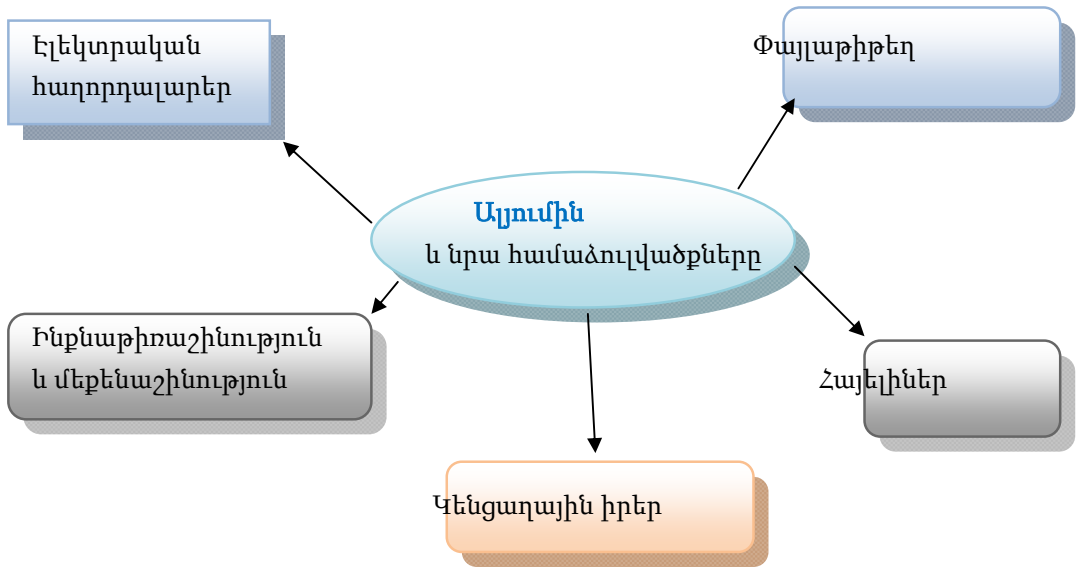 Էլեկտրական
հաղորդալարեր
Փայլաթիթեղ
Ալյումին
և նրա համաձուլվածքները
Ինքնաթիռաշինություն
և մեքենաշինություն
Հայելիներ
Կենցաղային իրեր